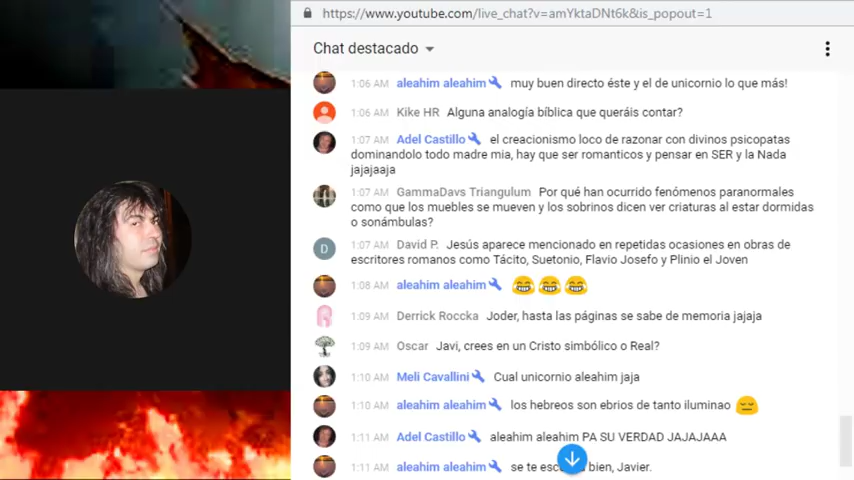 https://www.youtube.com/live_chat?v=amYktaDNt6k&is_popout=1
Chat destacado
1:06 AM aleahim aleahim muy buen directo éste y el de unicornio lo que más!
1:06 AM Kike HR Alguna analogía bíblica que queráis contar?
1:07 AM Adel Castillo el creacionismo loco de razonar con divinos psicopatas
dominandolo todo madre mia, hay que ser romanticos y pensar en SER y la Nada
jajajaaja
1:07 AM GammaDavs Triangulum Por qué han ocurrido fenómenos paranormales
como que los muebles se mueven y los sobrinos dicen ver criaturas al estar dormidas
o sonámbulas?
D 1:07 AM David P. Jesús aparece mencionado en repetidas ocasiones en obras de
escritores romanos como Tácito, Suetonio, Flavio Josefo y Plinio el Joven
1:08 AM aleahim aleahim 😂😂😂
1:09 AM Derrick Roccka Joder, hasta las páginas se sabe de memoria jajaja
1:09 AM Oscar Javi, crees en un Cristo simbólico o Real?
1:10 AM Meli Cavallini Cual unicornio aleahim jaja
1:10 AM aleahim aleahim los hebreos son ebrios de tanto iluminao 😔
1:11 AM Adel Castillo aleahim aleahim PA SU VERDAD JAJAJAAA
1:11 AM aleahim aleahim se te bien, Javier.